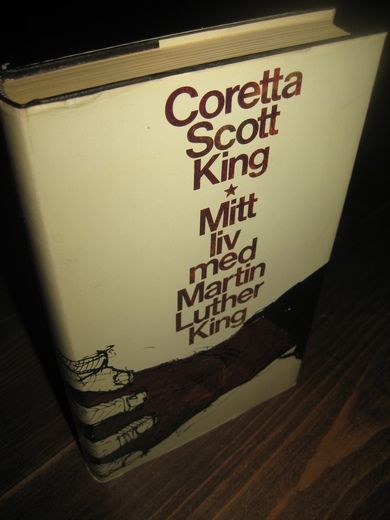 Coretta
Scott
King
★
Mitt
liv
med
Martin
Luther
King